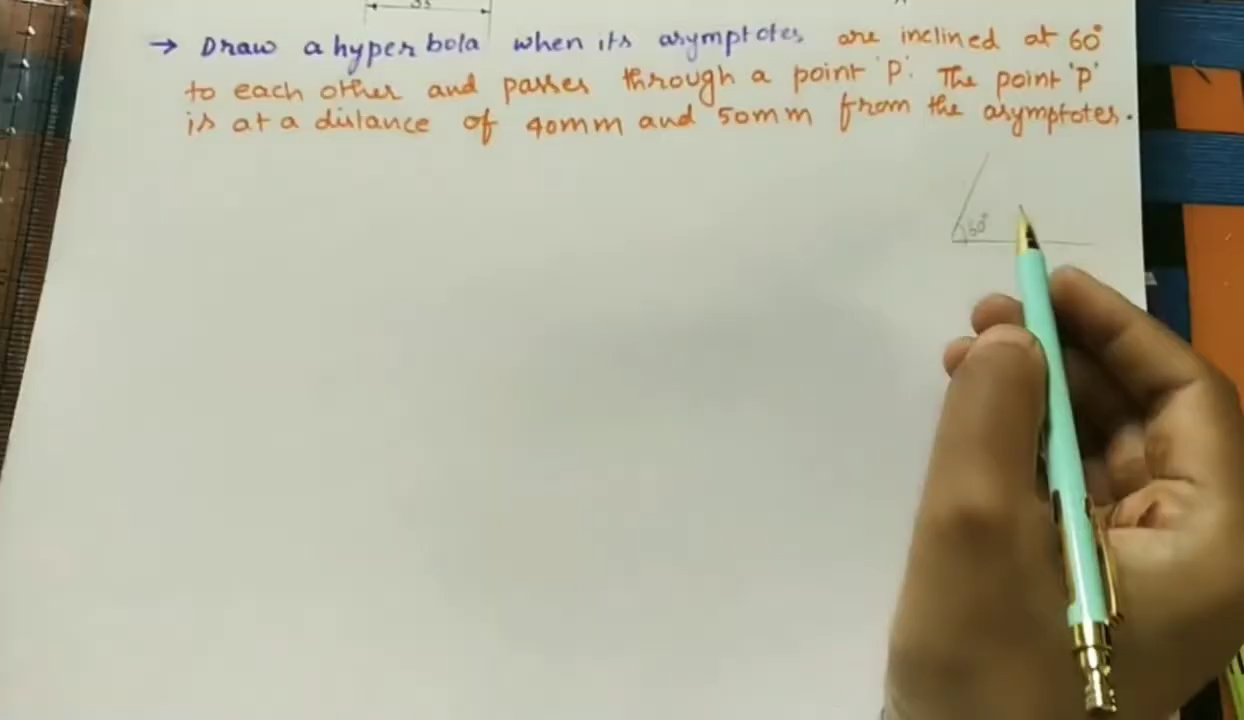 35
→ Draw a hyperbola when its asymptotes are inclined at 60°
to each other and passes through a point 'P'. The point 'P'
is at a distance of 40mm and 50mm from the asymptotes.
60°